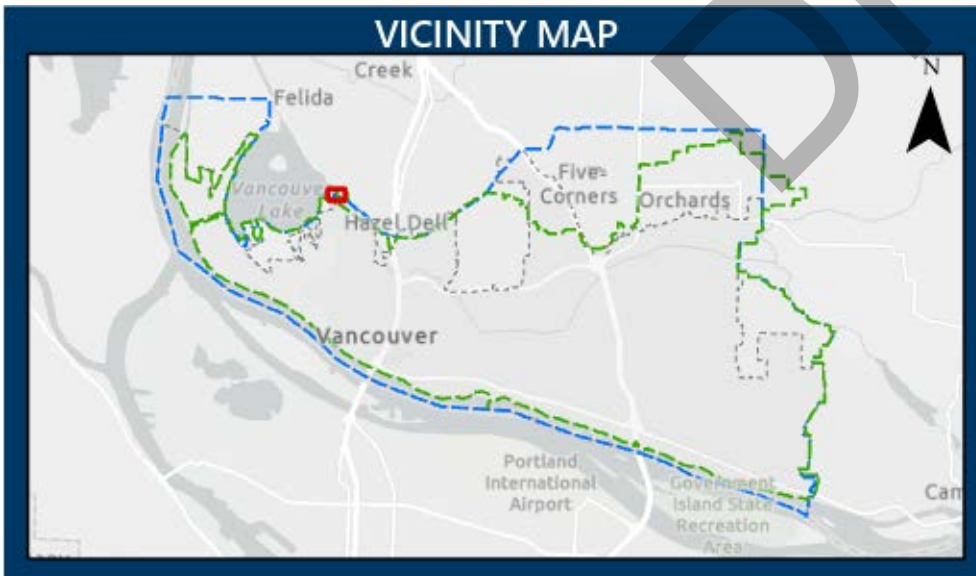 VICINITY MAP
Creek
N
Felida
Five
Corners
Vancouver
Lake
Orchards
Hazel Dell
Vancouver
Portland
International
Airport
Government
Island State
Recreation
Area
Cam